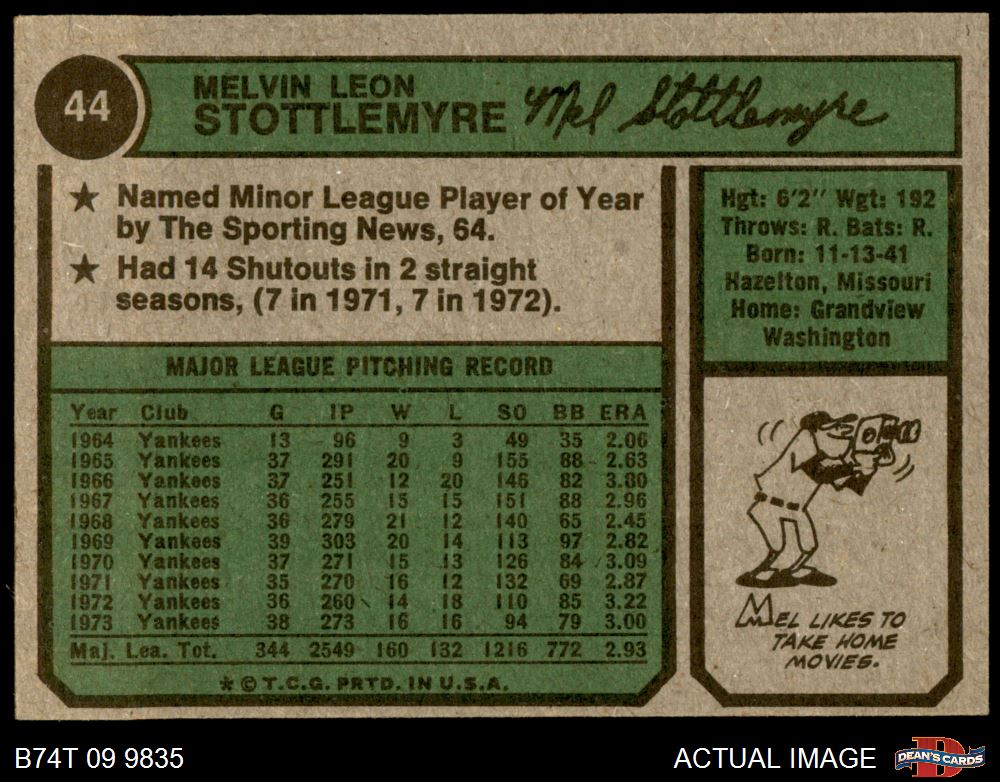 44
MELVIN LEON
STOTTLEMYRE
Mel Stottlemyre
★ Named Minor League Player of Year
by The Sporting News, 64.
★ Had 14 Shutouts in 2 straight
seasons, (7 in 1971, 7 in 1972).
Hgt: 6'2" Wgt: 192
Throws: R. Bats: R.
Born: 11-13-41
Hazelton, Missouri
Home: Grandview
Washington
MAJOR LEAGUE PITCHING RECORD
Year Club G IP W L SO BB ERA
1964 Yankees 13 96 9 3 49 35 2.06
1965 Yankees 37 291 20 9 155 88 2.63
1966 Yankees 37 251 12 20 146 82 3.80
1967 Yankees 36 255 15 15 151 88 2.96
1968 Yankees 36 279 21 12 140 65 2.45
1969 Yankees 39 303 20 14 113 97 2.82
1970 Yankees 37 271 15 13 126 84 3.09
1971 Yankees 35 270 16 12 132 69 2.87
1972 Yankees 36 260 14 18 110 85 3.22
1973 Yankees 38 273 16 16 94 79 3.00
Maj. Lea. Tot. 344 2549 160 132 1216 772 2.93
★ © T.C.G. PRTD. IN U.S.A.
MEL LIKES TO
TAKE HOME
MOVIES.
B74T 09 9835
ACTUAL IMAGE
D
DEAN'S CARDS